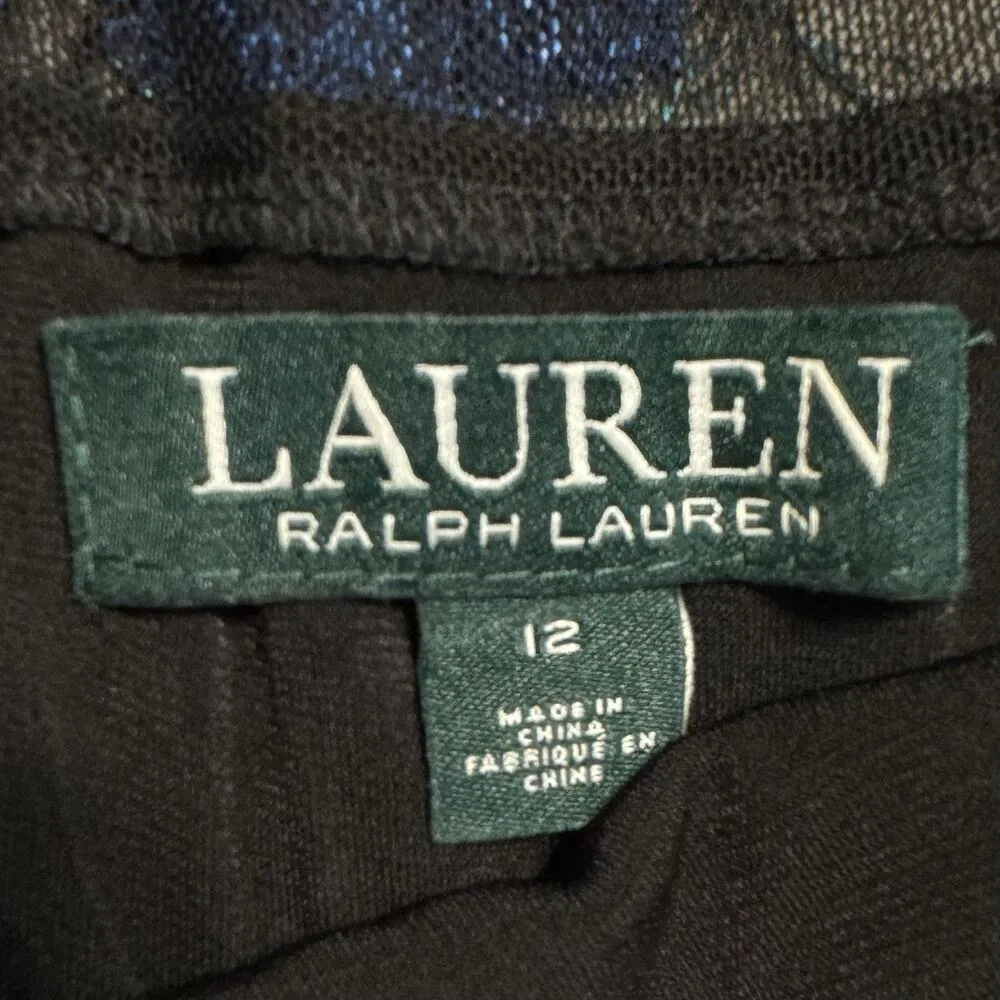 LAUREN
RALPH LAUREN
12
MADE IN
CHINA
FABRIQUÉ EN
CHINE